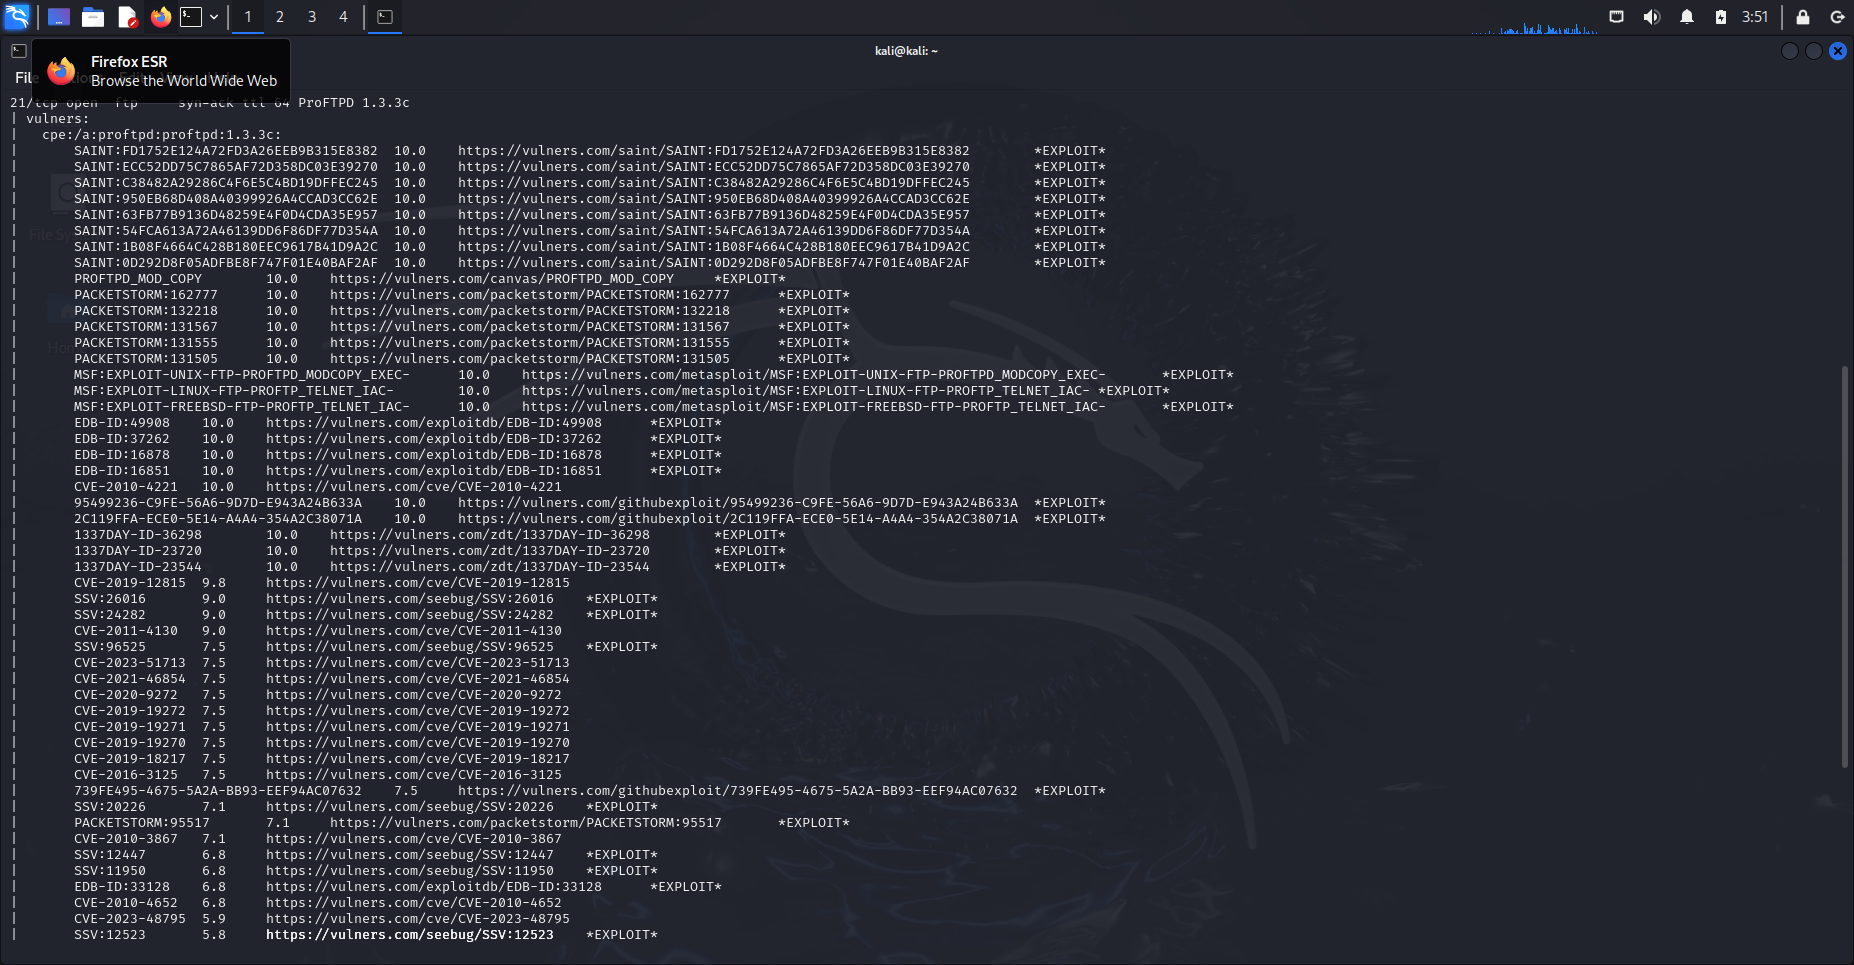 1 2 3 4 3:51
kali@kali: ~
Firefox ESR
Browse the World Wide Web
File
21/tcp open ftp syn-ack ttl 64 ProFTPD 1.3.3c
| vulners:
| cpe:/a:proftpd:proftpd:1.3.3c:
| SAINT:FD1752E124A72FD3A26EEB9B315E8382 10.0 https://vulners.com/saint/SAINT:FD1752E124A72FD3A26EEB9B315E8382 *EXPLOIT*
| SAINT:ECC52DD75C7865AF72D358DC03E39270 10.0 https://vulners.com/saint/SAINT:ECC52DD75C7865AF72D358DC03E39270 *EXPLOIT*
| SAINT:C38482A29286C4F6E5C4BD19DFFEC245 10.0 https://vulners.com/saint/SAINT:C38482A29286C4F6E5C4BD19DFFEC245 *EXPLOIT*
| SAINT:950EB68D408A40399926A4CCAD3CC62E 10.0 https://vulners.com/saint/SAINT:950EB68D408A40399926A4CCAD3CC62E *EXPLOIT*
| SAINT:63FB77B9136D48259E4F0D4CDA35E957 10.0 https://vulners.com/saint/SAINT:63FB77B9136D48259E4F0D4CDA35E957 *EXPLOIT*
| SAINT:54FCA613A72A46139DD6F86DF77D354A 10.0 https://vulners.com/saint/SAINT:54FCA613A72A46139DD6F86DF77D354A *EXPLOIT*
| SAINT:1B08F4664C428B180EEC9617B41D9A2C 10.0 https://vulners.com/saint/SAINT:1B08F4664C428B180EEC9617B41D9A2C *EXPLOIT*
| SAINT:0D292D8F05ADFBE8F747F01E40BAF2AF 10.0 https://vulners.com/saint/SAINT:0D292D8F05ADFBE8F747F01E40BAF2AF *EXPLOIT*
| PROFTPD_MOD_COPY 10.0 https://vulners.com/canvas/PROFTPD_MOD_COPY *EXPLOIT*
| PACKETSTORM:162777 10.0 https://vulners.com/packetstorm/PACKETSTORM:162777 *EXPLOIT*
| PACKETSTORM:132218 10.0 https://vulners.com/packetstorm/PACKETSTORM:132218 *EXPLOIT*
| PACKETSTORM:131567 10.0 https://vulners.com/packetstorm/PACKETSTORM:131567 *EXPLOIT*
| PACKETSTORM:131555 10.0 https://vulners.com/packetstorm/PACKETSTORM:131555 *EXPLOIT*
| PACKETSTORM:131505 10.0 https://vulners.com/packetstorm/PACKETSTORM:131505 *EXPLOIT*
| MSF:EXPLOIT-UNIX-FTP-PROFTPD_MODCOPY_EXEC- 10.0 https://vulners.com/metasploit/MSF:EXPLOIT-UNIX-FTP-PROFTPD_MODCOPY_EXEC- *EXPLOIT*
| MSF:EXPLOIT-LINUX-FTP-PROFTP_TELNET_IAC- 10.0 https://vulners.com/metasploit/MSF:EXPLOIT-LINUX-FTP-PROFTP_TELNET_IAC- *EXPLOIT*
| MSF:EXPLOIT-FREEBSD-FTP-PROFTP_TELNET_IAC- 10.0 https://vulners.com/metasploit/MSF:EXPLOIT-FREEBSD-FTP-PROFTP_TELNET_IAC- *EXPLOIT*
| EDB-ID:49908 10.0 https://vulners.com/exploitdb/EDB-ID:49908 *EXPLOIT*
| EDB-ID:37262 10.0 https://vulners.com/exploitdb/EDB-ID:37262 *EXPLOIT*
| EDB-ID:16878 10.0 https://vulners.com/exploitdb/EDB-ID:16878 *EXPLOIT*
| EDB-ID:16851 10.0 https://vulners.com/exploitdb/EDB-ID:16851 *EXPLOIT*
| CVE-2010-4221 10.0 https://vulners.com/cve/CVE-2010-4221
| 95499236-C9FE-56A6-9D7D-E943A24B633A 10.0 https://vulners.com/githubexploit/95499236-C9FE-56A6-9D7D-E943A24B633A *EXPLOIT*
| 2C119FFA-ECE0-5E14-A4A4-354A2C38071A 10.0 https://vulners.com/githubexploit/2C119FFA-ECE0-5E14-A4A4-354A2C38071A *EXPLOIT*
| 1337DAY-ID-36298 10.0 https://vulners.com/zdt/1337DAY-ID-36298 *EXPLOIT*
| 1337DAY-ID-23720 10.0 https://vulners.com/zdt/1337DAY-ID-23720 *EXPLOIT*
| 1337DAY-ID-23544 10.0 https://vulners.com/zdt/1337DAY-ID-23544 *EXPLOIT*
| CVE-2019-12815 9.8 https://vulners.com/cve/CVE-2019-12815
| SSV:26016 9.0 https://vulners.com/seebug/SSV:26016 *EXPLOIT*
| SSV:24282 9.0 https://vulners.com/seebug/SSV:24282 *EXPLOIT*
| CVE-2011-4130 9.0 https://vulners.com/cve/CVE-2011-4130
| SSV:96525 7.5 https://vulners.com/seebug/SSV:96525 *EXPLOIT*
| CVE-2023-51713 7.5 https://vulners.com/cve/CVE-2023-51713
| CVE-2021-46854 7.5 https://vulners.com/cve/CVE-2021-46854
| CVE-2020-9272 7.5 https://vulners.com/cve/CVE-2020-9272
| CVE-2019-19272 7.5 https://vulners.com/cve/CVE-2019-19272
| CVE-2019-19271 7.5 https://vulners.com/cve/CVE-2019-19271
| CVE-2019-19270 7.5 https://vulners.com/cve/CVE-2019-19270
| CVE-2019-18217 7.5 https://vulners.com/cve/CVE-2019-18217
| CVE-2016-3125 7.5 https://vulners.com/cve/CVE-2016-3125
| 739FE495-4675-5A2A-BB93-EEF94AC07632 7.5 https://vulners.com/githubexploit/739FE495-4675-5A2A-BB93-EEF94AC07632 *EXPLOIT*
| SSV:20226 7.1 https://vulners.com/seebug/SSV:20226 *EXPLOIT*
| PACKETSTORM:95517 7.1 https://vulners.com/packetstorm/PACKETSTORM:95517 *EXPLOIT*
| CVE-2010-3867 7.1 https://vulners.com/cve/CVE-2010-3867
| SSV:12447 6.8 https://vulners.com/seebug/SSV:12447 *EXPLOIT*
| SSV:11950 6.8 https://vulners.com/seebug/SSV:11950 *EXPLOIT*
| EDB-ID:33128 6.8 https://vulners.com/exploitdb/EDB-ID:33128 *EXPLOIT*
| CVE-2010-4652 6.8 https://vulners.com/cve/CVE-2010-4652
| CVE-2023-48795 5.9 https://vulners.com/cve/CVE-2023-48795
| SSV:12523 5.8 https://vulners.com/seebug/SSV:12523 *EXPLOIT*